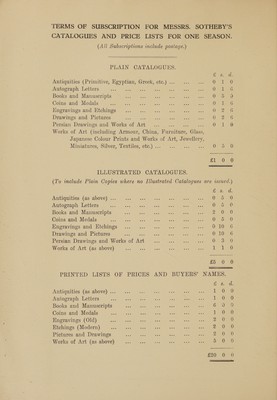 TERMS OF SUBSCRIPTION FOR MESSRS. SOTHEBY'S
CATALOGUES AND PRICE LISTS FOR ONE SEASON.
(All Subscriptions include postage.)
PLAIN CATALOGUES.
£ s. d.
Antiquities (Primitive, Egyptian, Greek, etc.) ... ... ... 0 1 0
Autograph Letters ... ... ... ... ... ... ... 0 1 6
Books and Manuscripts ... ... ... ... ... ... 0 5 0
Coins and Medals ... ... ... ... ... ... ... 0 1 6
Engravings and Etchings ... ... ... ... ... ... 0 2 6
Drawings and Pictures ... ... ... ... ... ... 0 2 6
Persian Drawings and Works of Art ... ... ... ... 0 1 0
Works of Art (including Armour, China, Furniture, Glass,
Japanese Colour Prints and Works of Art, Jewellery,
Miniatures, Silver, Textiles, etc.) ... ... ... ... 0 5 0
£1 0 0
ILLUSTRATED CATALOGUES.
(To include Plain Copies where no Illustrated Catalogues are issued.)
£ s. d.
Antiquities (as above) ... ... ... ... ... ... 0 5 0
Autograph Letters ... ... ... ... ... ... ... 0 5 0
Books and Manuscripts ... ... ... ... ... ... 2 0 0
Coins and Medals ... ... ... ... ... ... ... 0 5 0
Engravings and Etchings ... ... ... ... ... ... 0 10 0
Drawings and Pictures ... ... ... ... ... ... 0 10 6
Persian Drawings and Works of Art ... ... ... ... 0 3 0
Works of Art (as above) ... ... ... ... ... ... 1 1 0
£5 0 0
PRINTED LISTS OF PRICES AND BUYERS' NAMES.
£ s. d.
Antiquities (as above) ... ... ... ... ... ... 1 0 0
Autograph Letters ... ... ... ... ... ... ... 1 0 0
Books and Manuscripts ... ... ... ... ... ... 6 0 0
Coins and Medals ... ... ... ... ... ... ... 1 0 0
Engravings (Old) ... ... ... ... ... ... ... 2 0 0
Etchings (Modern) ... ... ... ... ... ... ... 2 0 0
Pictures and Drawings ... ... ... ... ... ... 2 0 0
Works of Art (as above) ... ... ... ... ... ... 5 0 0
£20 0 0